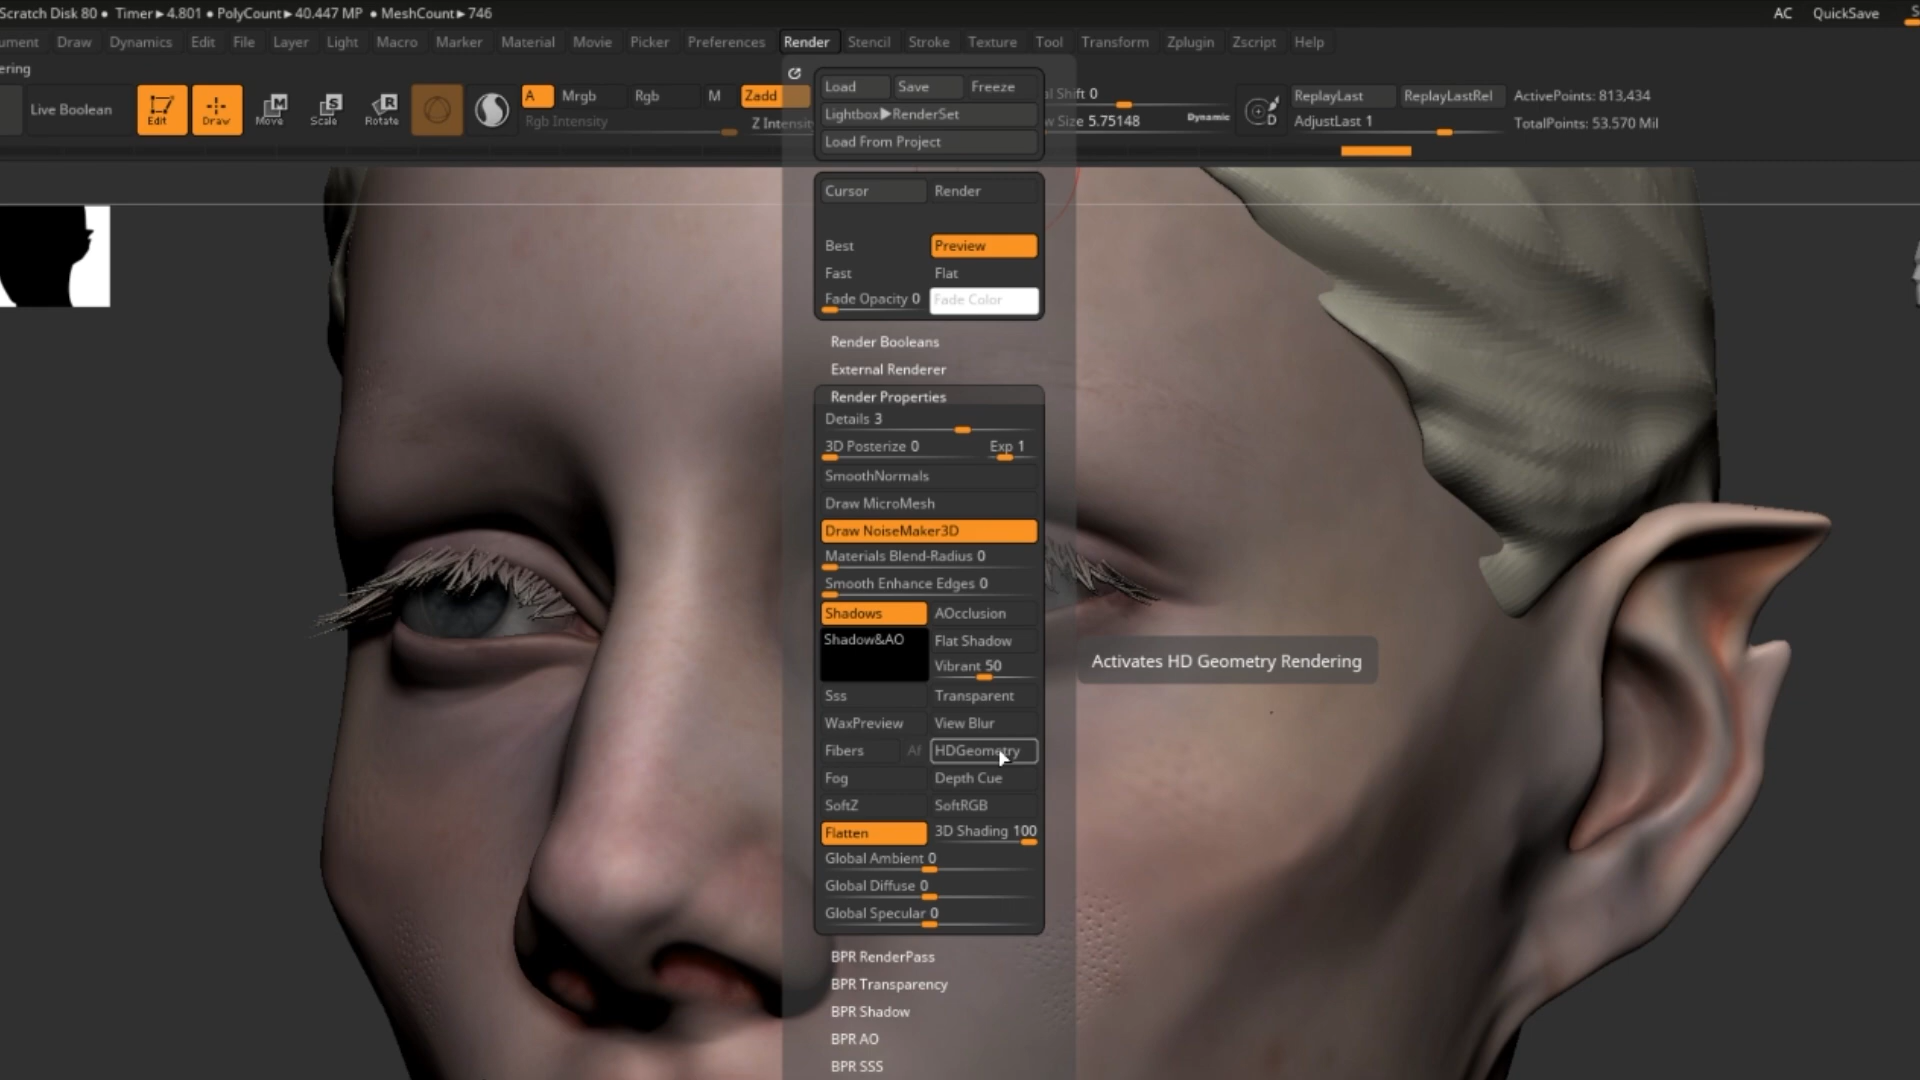 Scratch Disk 80 ● Timer▶4.801 ● PolyCount▶40.447 MP ● MeshCount▶746
AC QuickSave S
ument Draw Dynamics Edit File Layer Light Macro Marker Material Movie Picker Preferences Render Stencil Stroke Texture Tool Transform Zplugin Zscript Help
ering
Live Boolean
Edit
Draw
M
Move
S
Scale
R
Rotate
A Mrgb Rgb M Zadd
Rgb Intensity Z Intensit
al Shift 0
w Size 5.75148 Dynamic
D
ReplayLast ReplayLastRel ActivePoints: 813,434
AdjustLast 1 TotalPoints: 53.570 Mil
Load Save Freeze
Lightbox▶RenderSet
Load From Project
Cursor Render
Best Preview
Fast Flat
Fade Opacity 0 Fade Color
Render Booleans
External Renderer
Render Properties
Details 3
3D Posterize 0 Exp 1
SmoothNormals
Draw MicroMesh
Draw NoiseMaker3D
Materials Blend-Radius 0
Smooth Enhance Edges 0
Shadows AOcclusion
Shadow&AO Flat Shadow
Vibrant 50
Activates HD Geometry Rendering
Sss Transparent
WaxPreview View Blur
Fibers Af HDGeometry
Fog Depth Cue
SoftZ SoftRGB
Flatten 3D Shading 100
Global Ambient 0
Global Diffuse 0
Global Specular 0
BPR RenderPass
BPR Transparency
BPR Shadow
BPR AO
BPR SSS